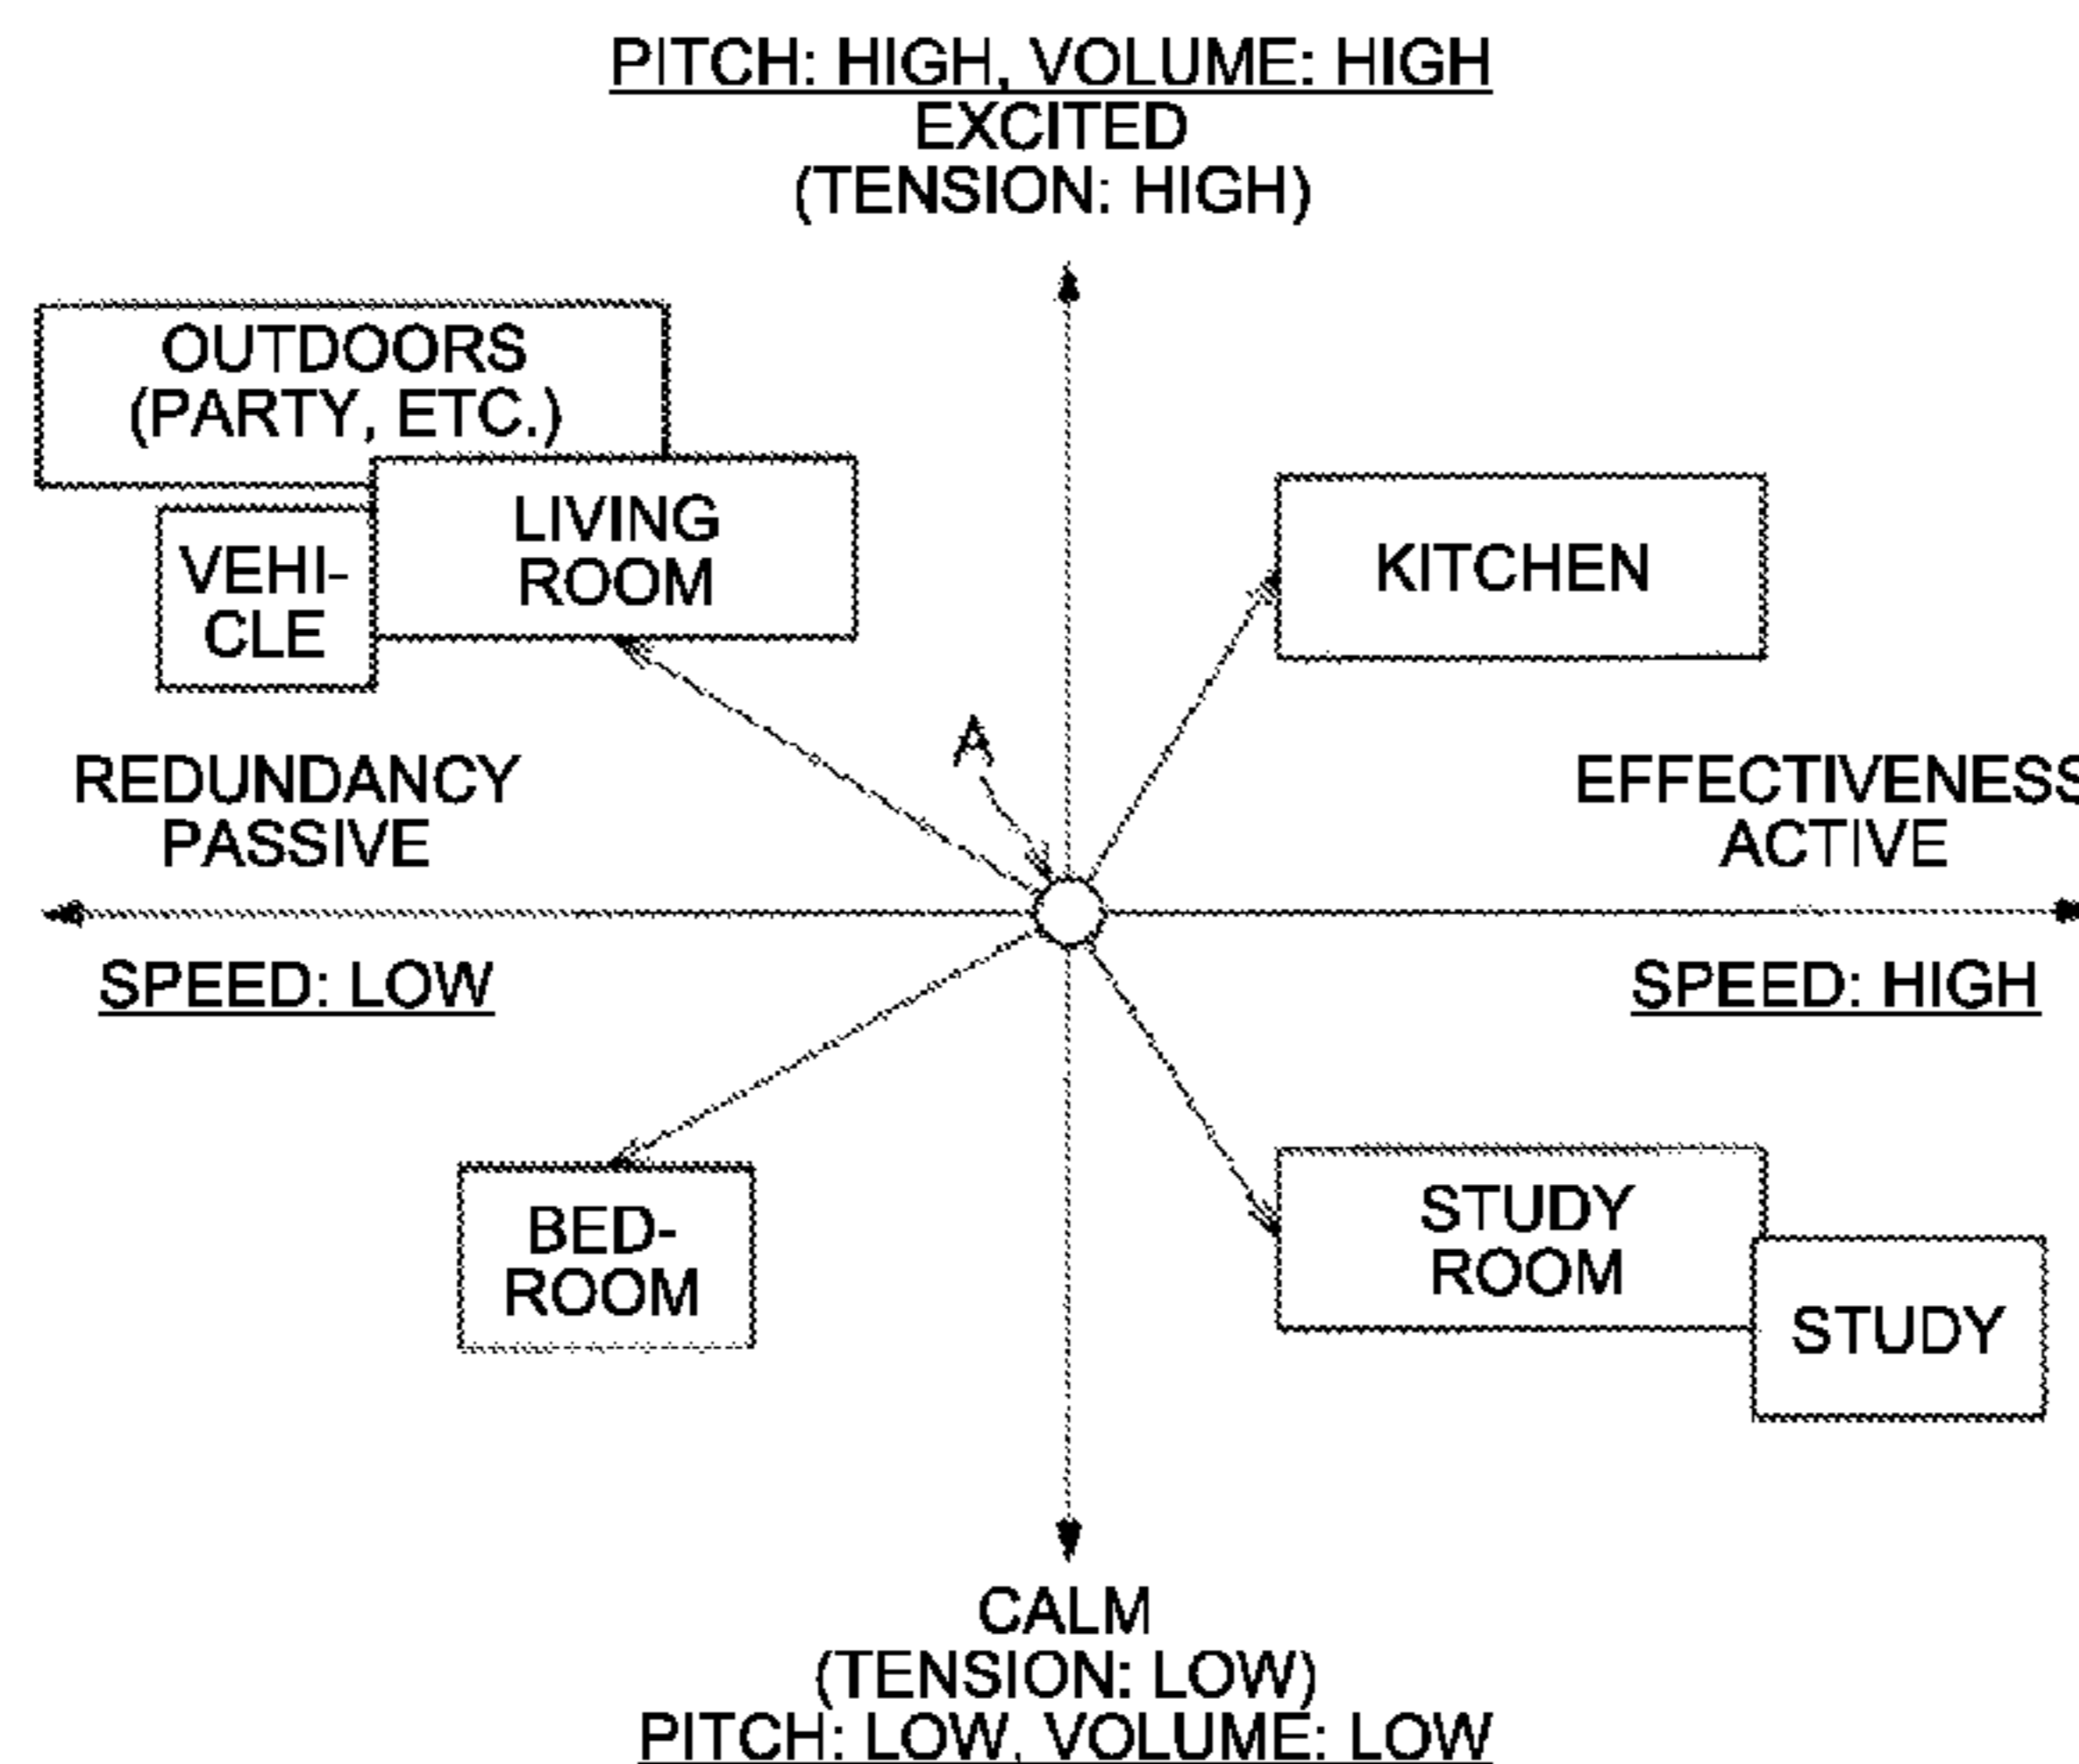 PITCH: HIGH, VOLUME: HIGH
EXCITED
(TENSION: HIGH)
OUTDOORS
(PARTY, ETC.)
LIVING
ROOM
VEHI-
CLE
KITCHEN
A
REDUNDANCY
PASSIVE
EFFECTIVENESS
ACTIVE
SPEED: LOW
SPEED: HIGH
BED-
ROOM
STUDY
ROOM
STUDY
CALM
(TENSION: LOW)
PITCH: LOW, VOLUME: LOW